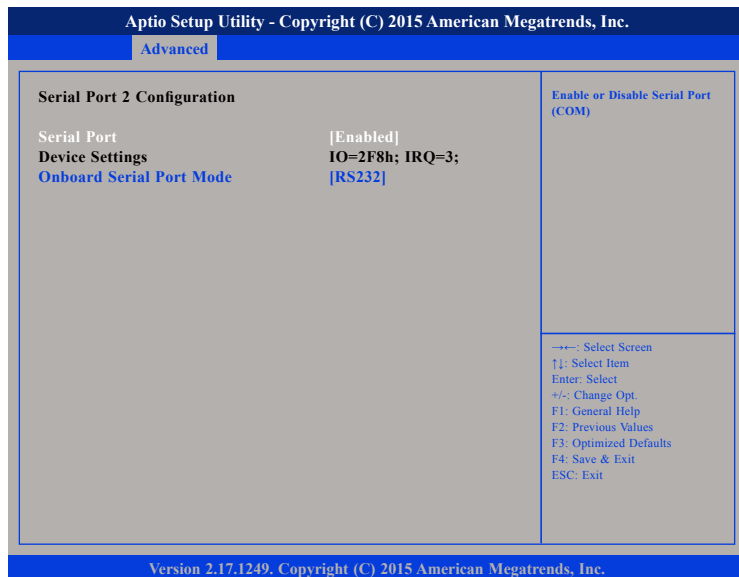 Aptio Setup Utility - Copyright (C) 2015 American Megatrends, Inc.
Advanced
Serial Port 2 Configuration
Serial Port [Enabled]
Device Settings IO=2F8h; IRQ=3;
Onboard Serial Port Mode [RS232]
Enable or Disable Serial Port
(COM)
→←: Select Screen
↑↓: Select Item
Enter: Select
+/-: Change Opt.
F1: General Help
F2: Previous Values
F3: Optimized Defaults
F4: Save & Exit
ESC: Exit
Version 2.17.1249. Copyright (C) 2015 American Megatrends, Inc.